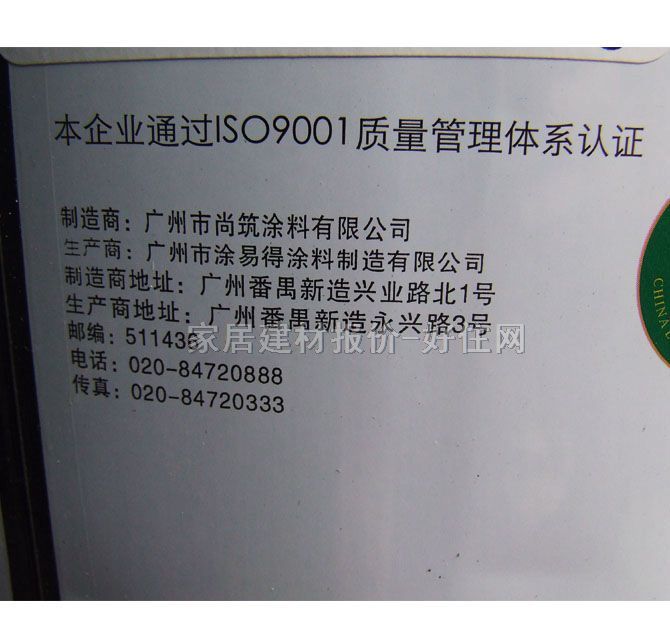 本企业通过ISO9001质量管理体系认证
制造商：广州市尚筑涂料有限公司
生产商：广州市涂易得涂料制造有限公司
制造商地址：广州番禺新造兴业路北1号
生产商地址：广州番禺新造永兴路3号
邮编：511436
家居建材报价-好住网
电话：020-84720888
传真：020-84720333
CHINA